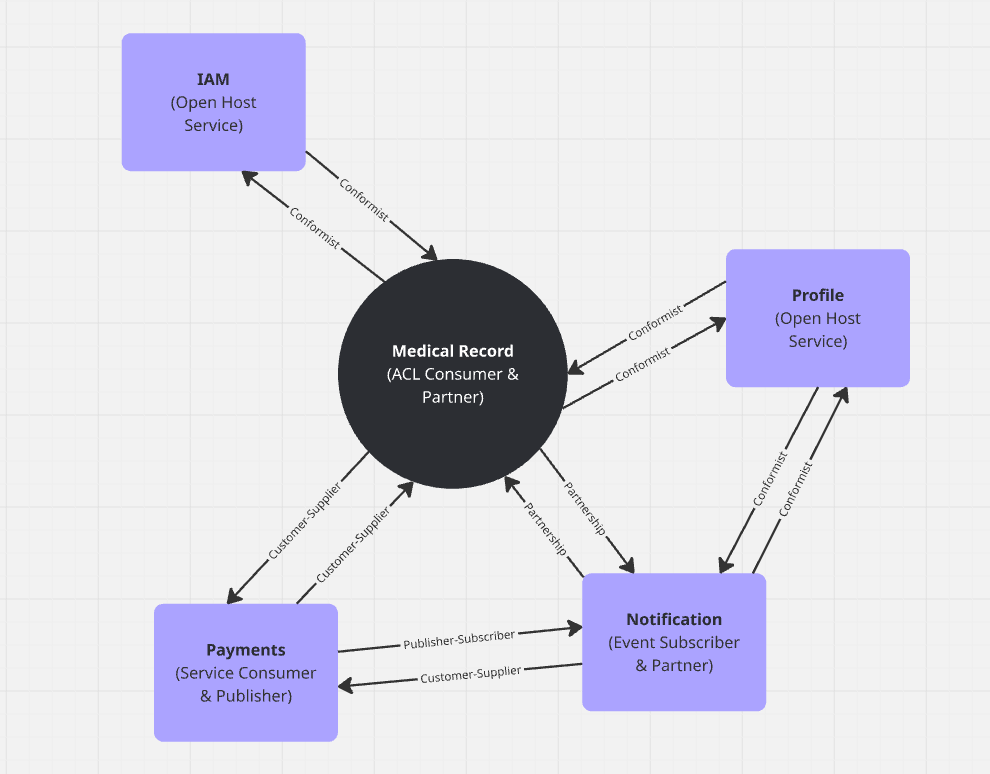 IAM
(Open Host
Service)
Conformist
Conformist
Profile
(Open Host
Service)
Conformist
Conformist
Medical Record
(ACL Consumer &
Partner)
Conformist
Conformist
Customer-Supplier
Customer-Supplier
Partnership
Partnership
Payments
(Service Consumer
& Publisher)
Publisher-Subscriber
Customer-Supplier
Notification
(Event Subscriber
& Partner)